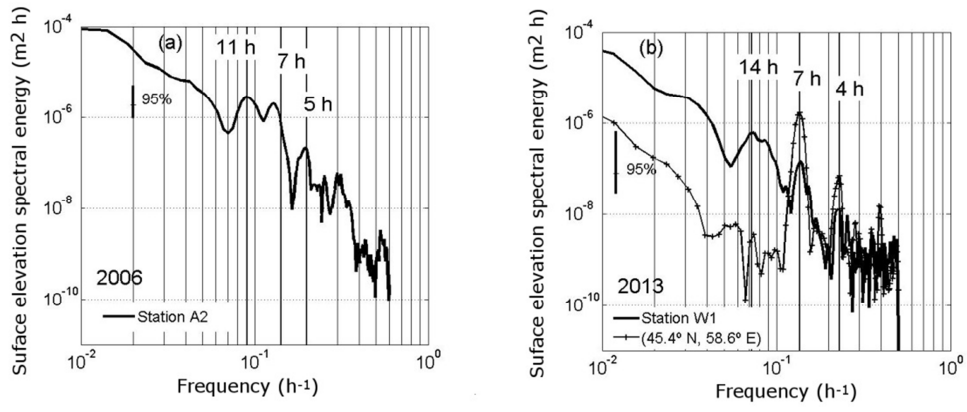 Suface elevation spectral energy (m2 h)
10-4
10-6
10-8
10-10
(a)
11 h
7 h
5 h
95%
2006
Station A2
10-2
10-1
100
Frequency (h-1)
Suface elevation spectral energy (m2 h)
10-4
10-6
10-8
10-10
(b)
14 h
7 h
4 h
95%
2013
Station W1
(45.4º N, 58.6º E)
10-2
10-1
100
Frequency (h-1)